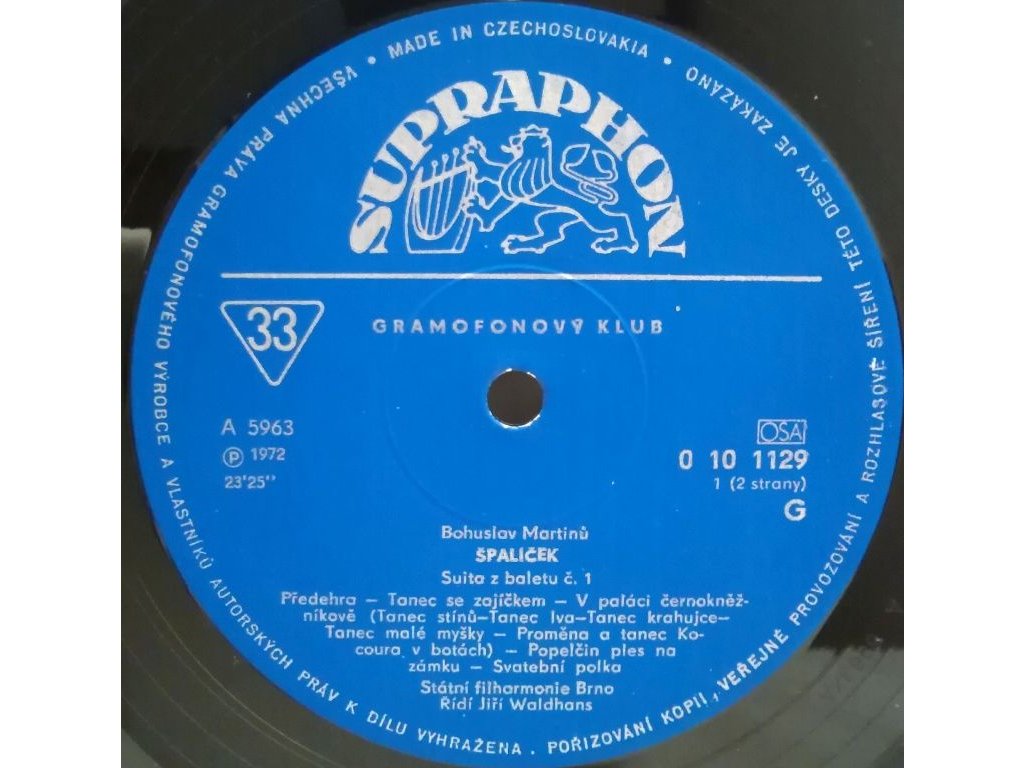 MADE IN CZECHOSLOVAKIA • VŠECHNA PRÁVA GRAMOFONOVÉHO VÝROBCE A VLASTNÍKŮ AUTORSKÝCH PRÁV K DÍLU VYHRAŽENA . POŘIZOVÁNÍ KOPIÍ, VEŘEJNÉ PROVOZOVÁNÍ A ROZHLASOVÉ ŠÍŘENÍ TÉTO DESKY JE ZAKÁZÁNO •
SUPRAPHON
33
GRAMOFONOVÝ KLUB
A 5963
OSA
Ⓟ 1972
0 10 1129
23'25"
1 (2 strany)
G
Bohuslav Martinů
ŠPALÍČEK
Suita z baletu č. 1
Předehra — Tanec se zajíčkem — V paláci černokněž-
níkově (Tanec stínů—Tanec lva—Tanec krahujce—
Tanec malé myšky — Proměna a tanec Ko-
coura v botách) — Popelčin ples na
zámku — Svatební polka
Státní filharmonie Brno
Řídí Jiří Waldhans